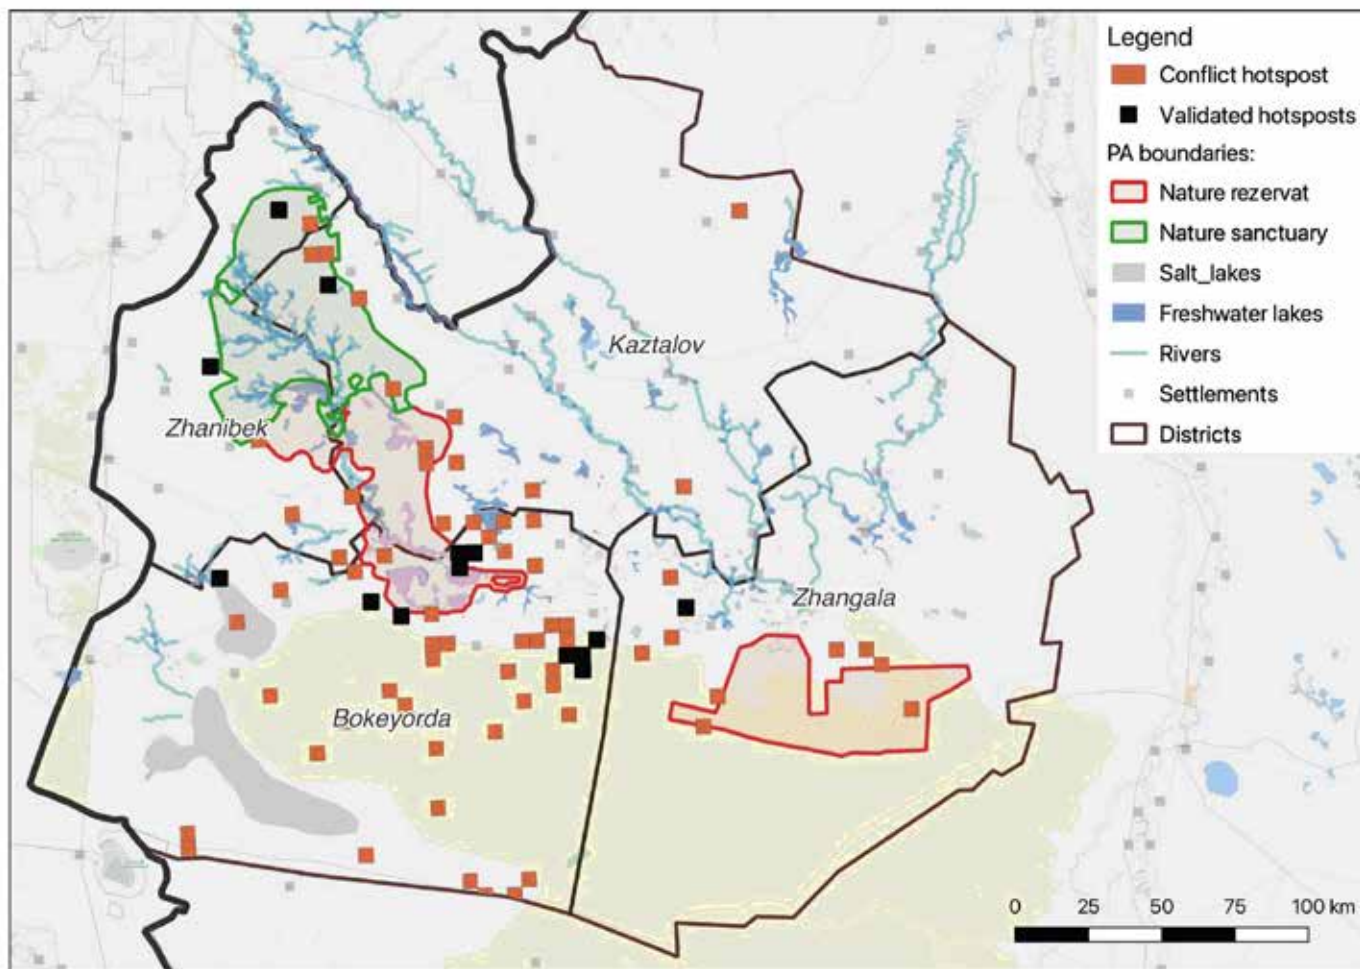 Legend
Conflict hotspost
Validated hotsposts
PA boundaries:
Nature rezervat
Nature sanctuary
Salt_lakes
Freshwater lakes
Rivers
Settlements
Districts
Kaztalov
Zhanibek
Zhangala
Bokeyorda
0 25 50 75 100 km